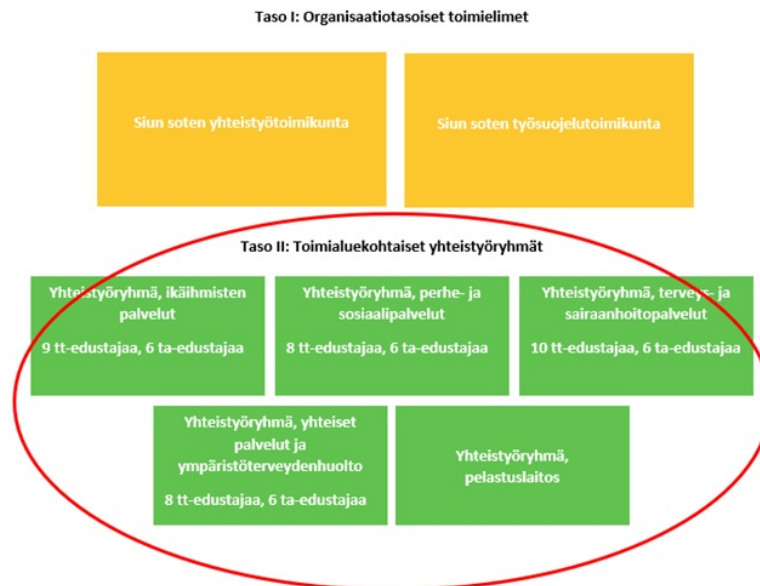 Taso I: Organisaatiotasoiset toimielimet
Siun soten yhteistyötoimikunta
Siun soten työsuojelutoimikunta
Taso II: Toimialuekohtaiset yhteistyöryhmät
Yhteistyöryhmä, ikäihmisten
palvelut
9 tt-edustajaa, 6 ta-edustajaa
Yhteistyöryhmä, perhe- ja
sosiaalipalvelut
8 tt-edustajaa, 6 ta-edustajaa
Yhteistyöryhmä, terveys- ja
sairaanhoitopalvelut
10 tt-edustajaa, 6 ta-edustajaa
Yhteistyöryhmä, yhteiset
palvelut ja
ympäristöterveydenhuolto
8 tt-edustajaa, 6 ta-edustajaa
Yhteistyöryhmä,
pelastuslaitos